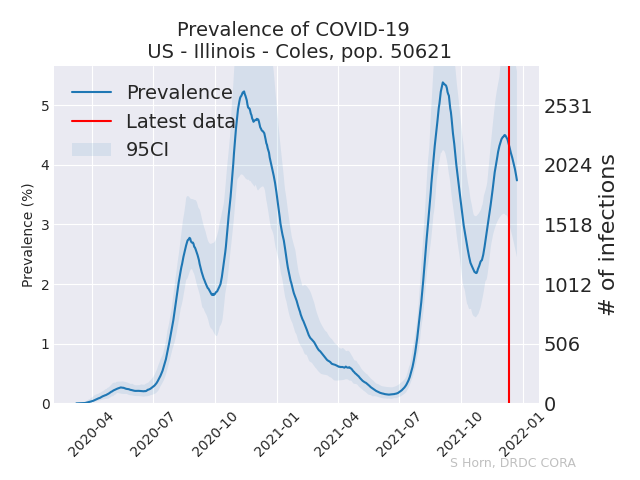 Prevalence of COVID-19
US - Illinois - Coles, pop. 50621
Prevalence
Latest data
95CI
Prevalence (%)
5
4
3
2
1
0
2531
2024
1518
1012
506
0
# of infections
2020-04
2020-07
2020-10
2021-01
2021-04
2021-07
2021-10
2022-01
S Horn, DRDC CORA